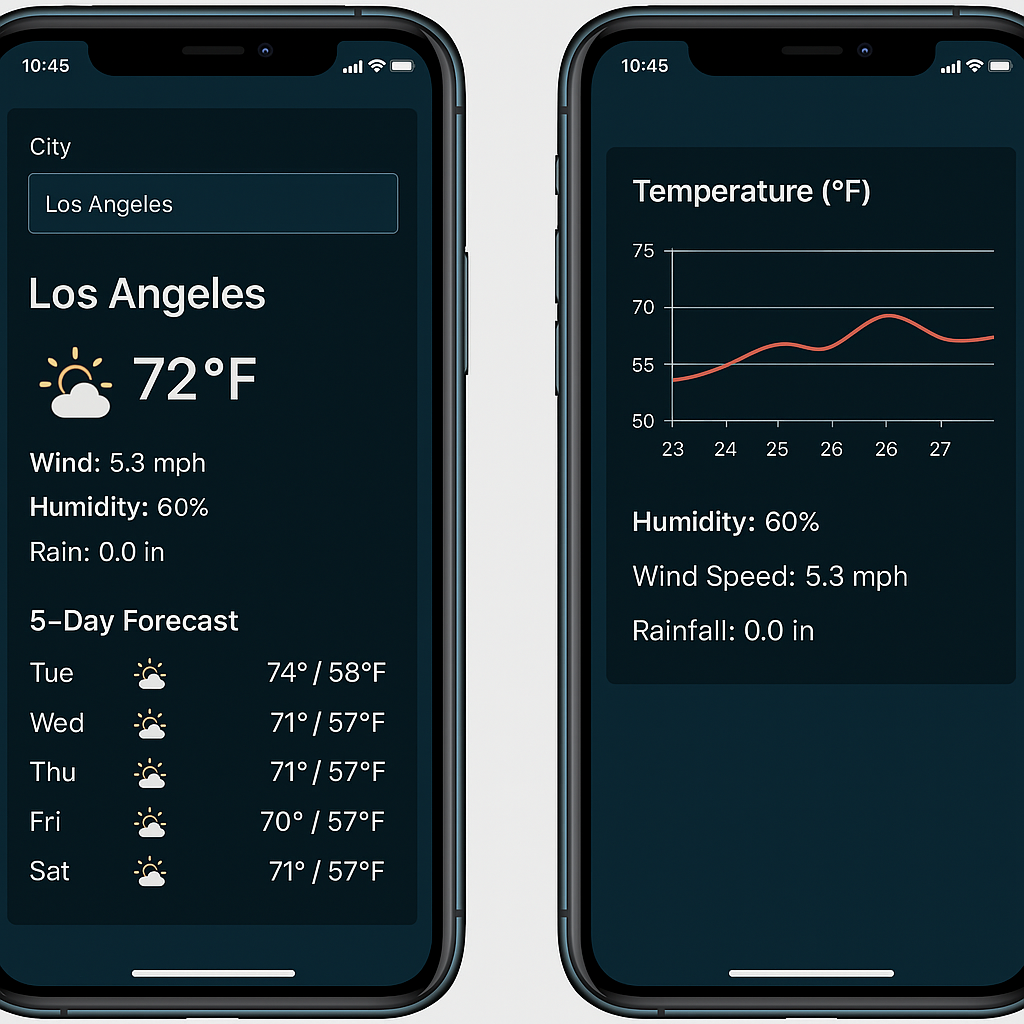 10:45
City
Los Angeles
Los Angeles
72°F
Wind: 5.3 mph
Humidity: 60%
Rain: 0.0 in
5-Day Forecast
Tue 74° / 58°F
Wed 71° / 57°F
Thu 71° / 57°F
Fri 70° / 57°F
Sat 71° / 57°F
10:45
Temperature (°F)
75
70
55
50
23 24 25 26 26 27
Humidity: 60%
Wind Speed: 5.3 mph
Rainfall: 0.0 in